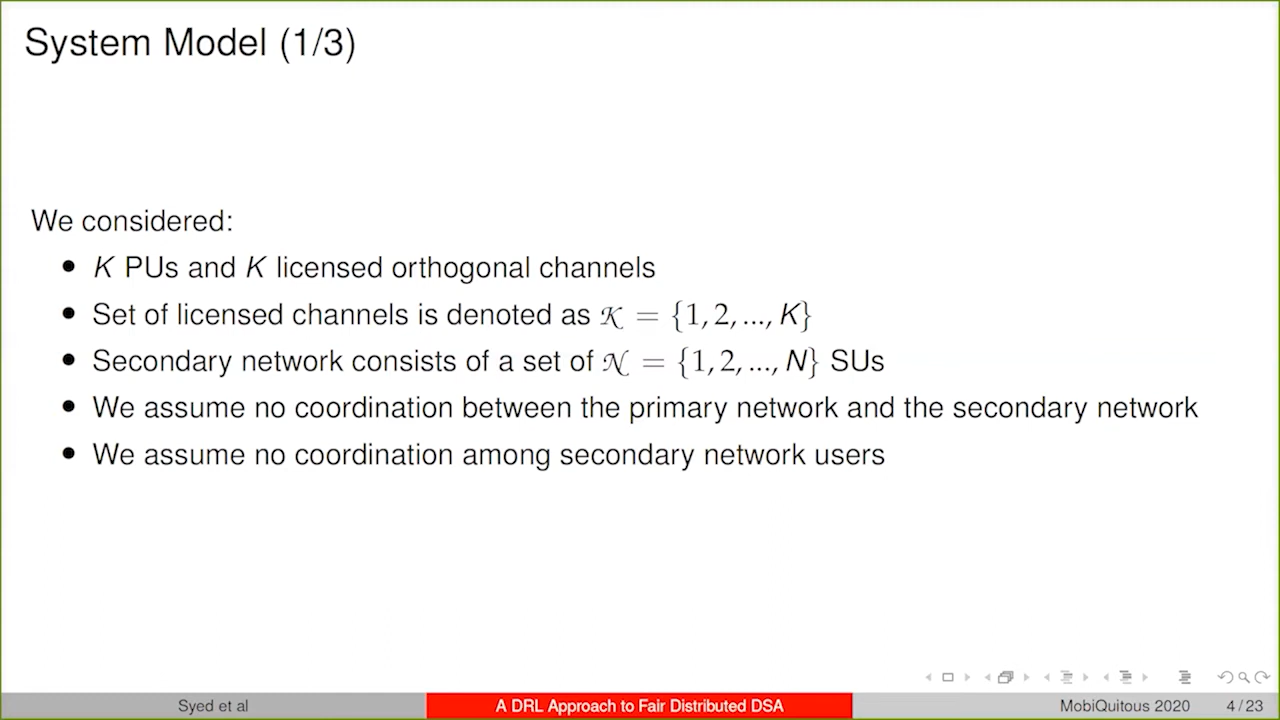 System Model (1/3)
We considered:
• K PUs and K licensed orthogonal channels
• Set of licensed channels is denoted as 𝒦 = {1, 2, ..., K}
• Secondary network consists of a set of 𝒩 = {1, 2, ..., N} SUs
• We assume no coordination between the primary network and the secondary network
• We assume no coordination among secondary network users
Syed et al
A DRL Approach to Fair Distributed DSA
MobiQuitous 2020
4 / 23